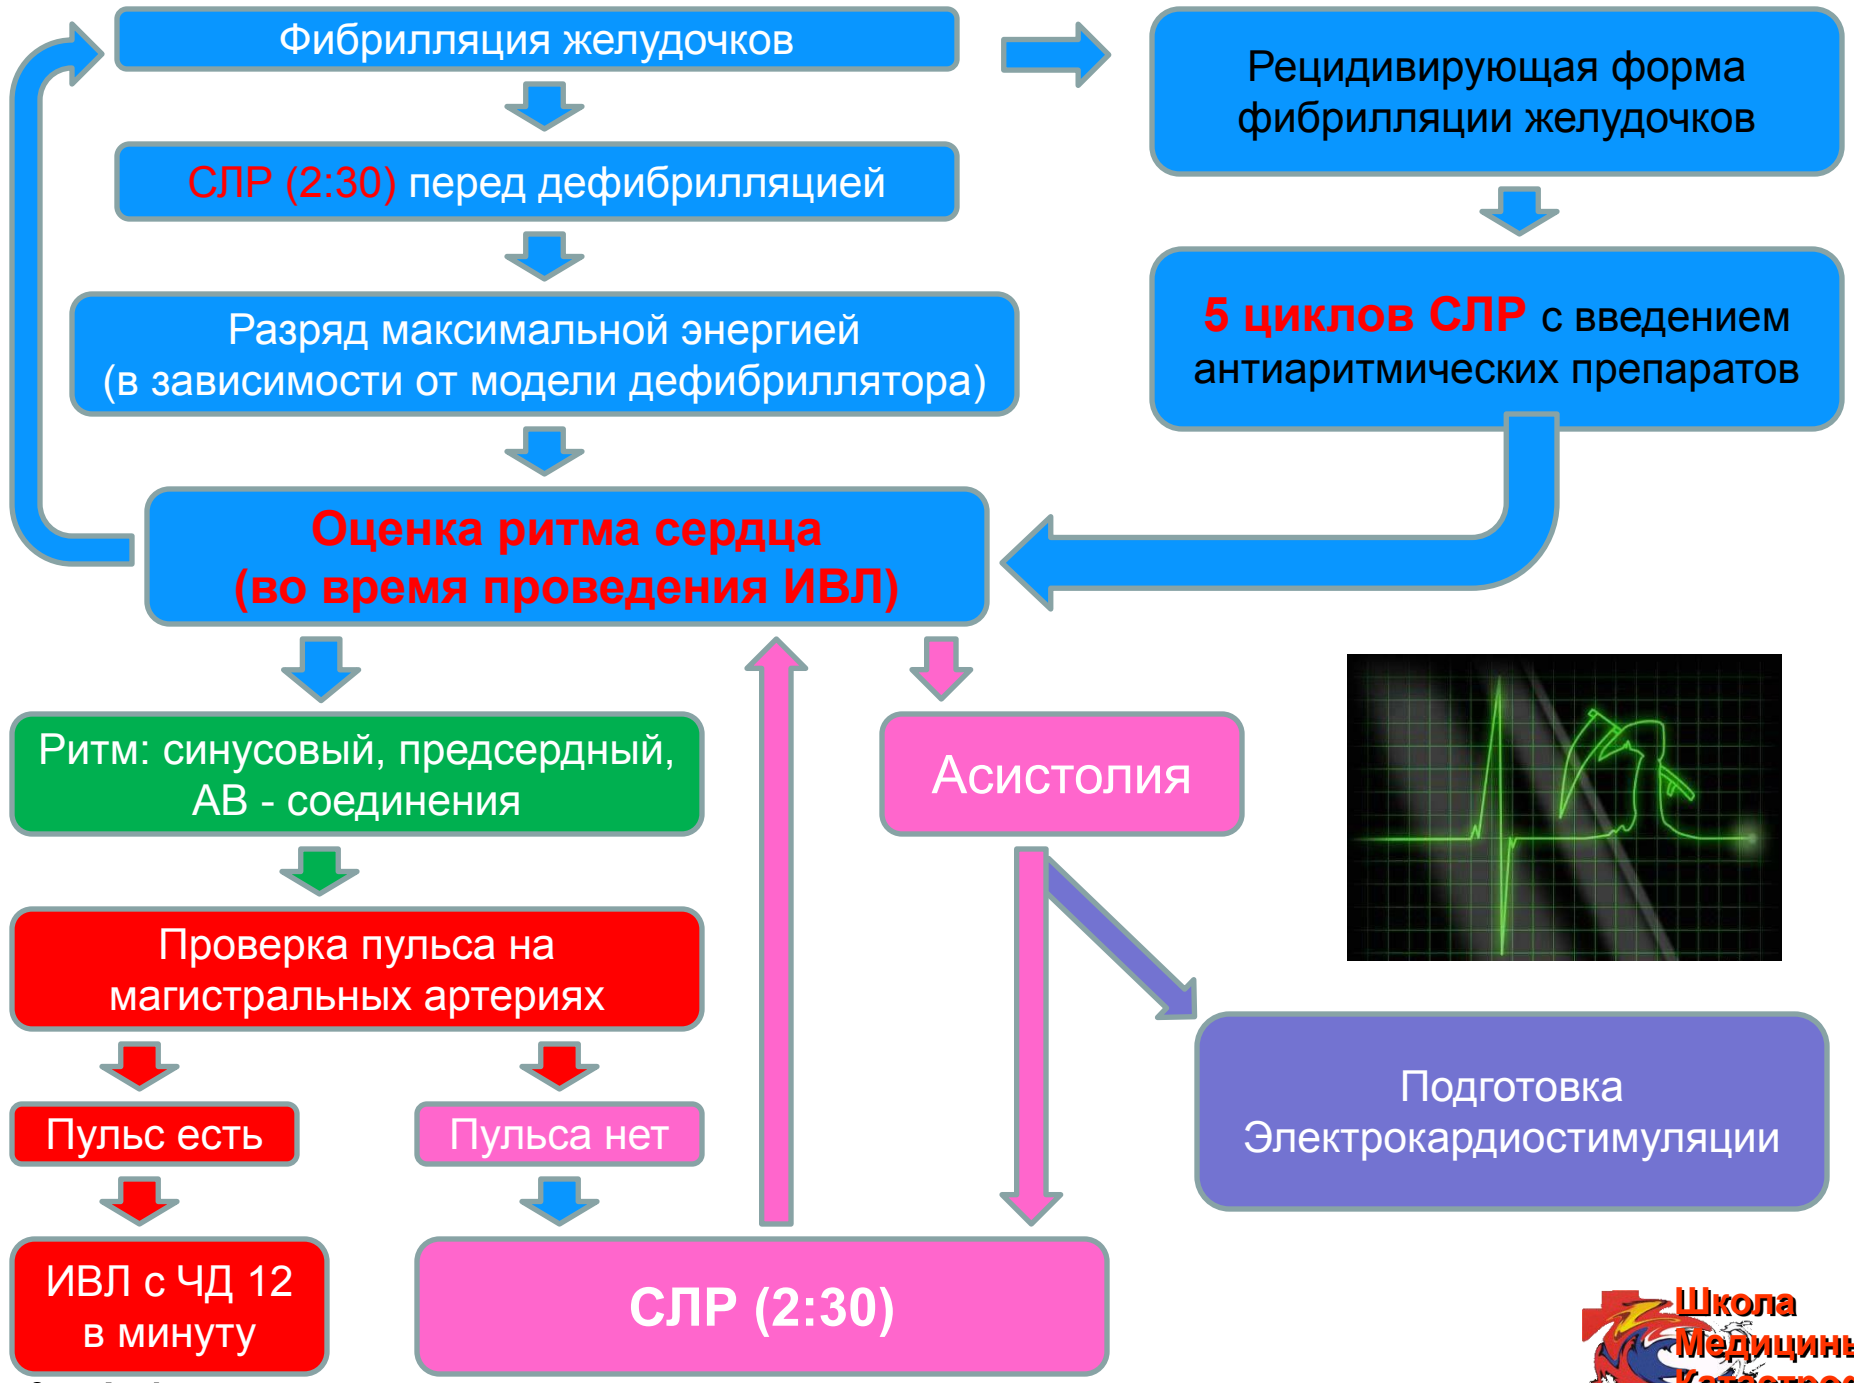 Фибрилляция желудочков
Рецидивирующая форма
фибрилляции желудочков
СЛР (2:30) перед дефибрилляцией
Разряд максимальной энергией
(в зависимости от модели дефибриллятора)
5 циклов СЛР с введением
антиаритмических препаратов
Оценка ритма сердца
(во время проведения ИВЛ)
Ритм: синусовый, предсердный,
АВ - соединения
Асистолия
Проверка пульса на
магистральных артериях
Пульс есть
Пульса нет
Подготовка
Электрокардиостимуляции
ИВЛ с ЧД 12
в минуту
СЛР (2:30)
Школа